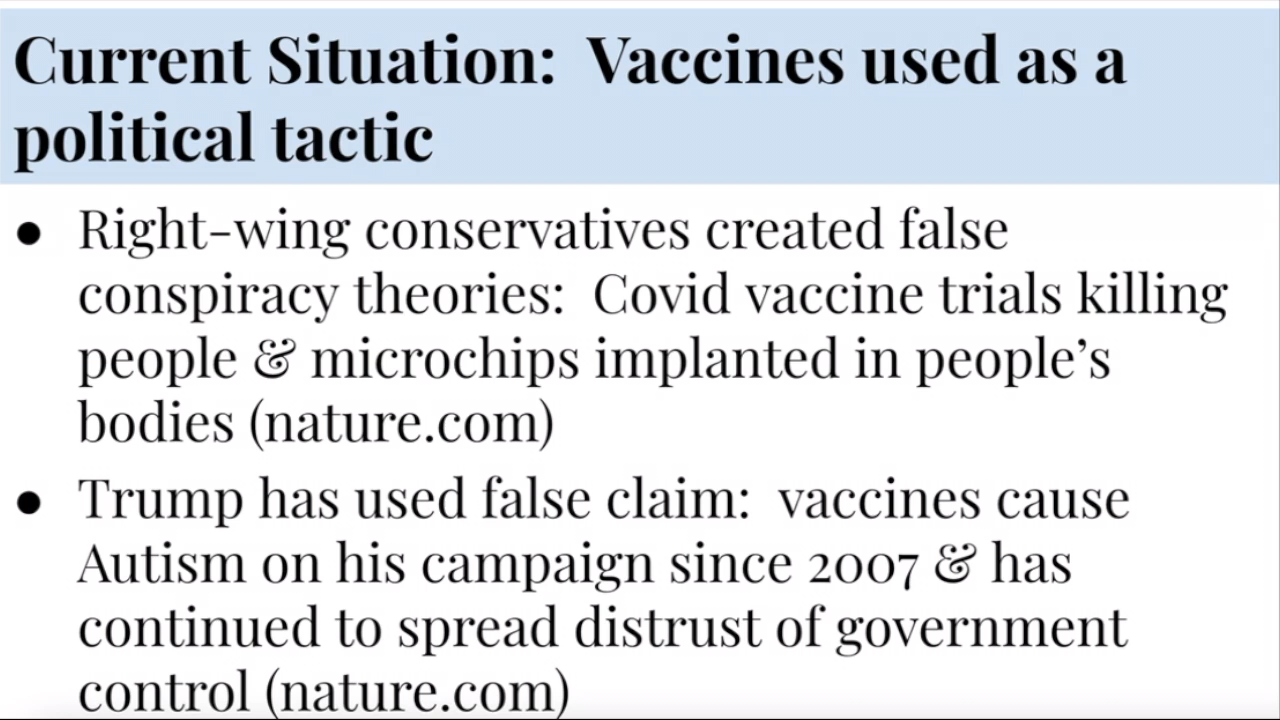 Current Situation:  Vaccines used as a
political tactic
● Right-wing conservatives created false
conspiracy theories:  Covid vaccine trials killing
people & microchips implanted in people’s
bodies (nature.com)
● Trump has used false claim:  vaccines cause
Autism on his campaign since 2007 & has
continued to spread distrust of government
control (nature.com)